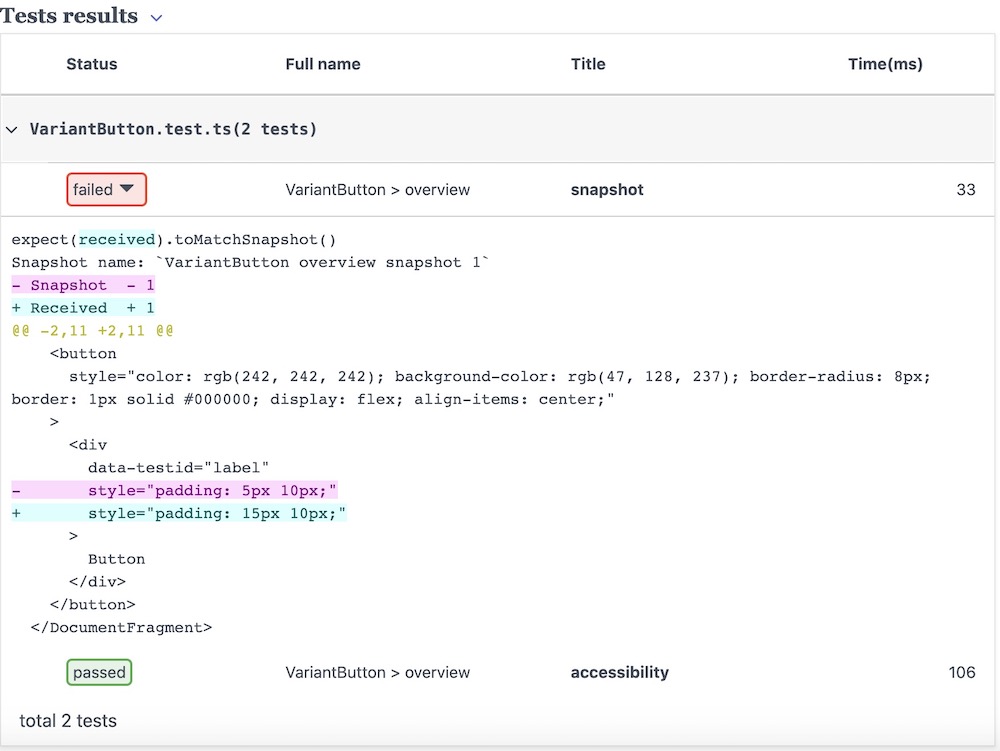 Tests results
Status Full name Title Time(ms)
VariantButton.test.ts(2 tests)
failed VariantButton > overview snapshot 33
expect(received).toMatchSnapshot()
Snapshot name: `VariantButton overview snapshot 1`
- Snapshot  - 1
+ Received  + 1
@@ -2,11 +2,11 @@
    <button
      style="color: rgb(242, 242, 242); background-color: rgb(47, 128, 237); border-radius: 8px;
border: 1px solid #000000; display: flex; align-items: center;"
    >
      <div
        data-testid="label"
-       style="padding: 5px 10px;"
+       style="padding: 15px 10px;"
      >
        Button
      </div>
    </button>
  </DocumentFragment>
passed VariantButton > overview accessibility 106
total 2 tests